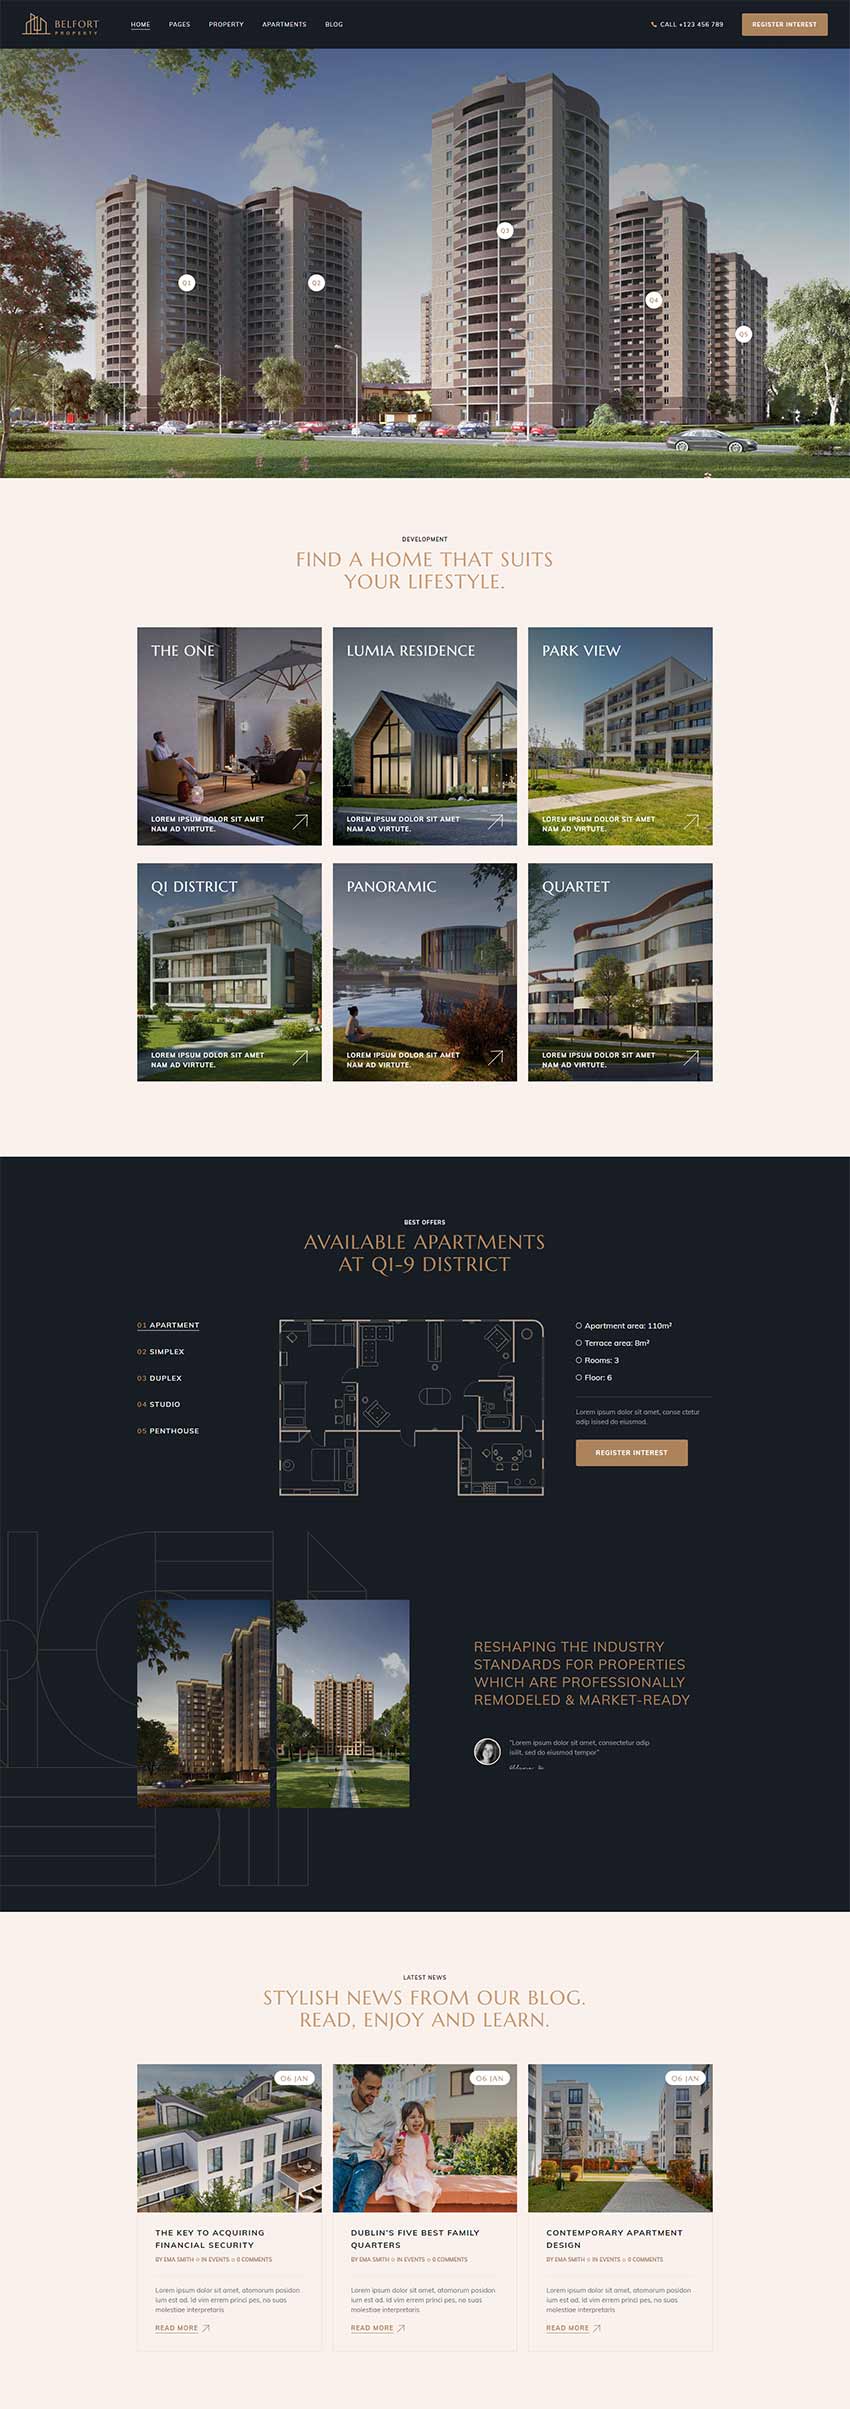 BELFORT
PROPERTY
HOME PAGES PROPERTY APARTMENTS BLOG
CALL +123 456 789
REGISTER INTEREST
Q1
Q2
Q3
Q4
Q5
DEVELOPMENT
FIND A HOME THAT SUITS
YOUR LIFESTYLE.
THE ONE
LOREM IPSUM DOLOR SIT AMET
NAM AD VIRTUTE.
LUMIA RESIDENCE
LOREM IPSUM DOLOR SIT AMET
NAM AD VIRTUTE.
PARK VIEW
LOREM IPSUM DOLOR SIT AMET
NAM AD VIRTUTE.
Q1 DISTRICT
LOREM IPSUM DOLOR SIT AMET
NAM AD VIRTUTE.
PANORAMIC
LOREM IPSUM DOLOR SIT AMET
NAM AD VIRTUTE.
QUARTET
LOREM IPSUM DOLOR SIT AMET
NAM AD VIRTUTE.
BEST OFFERS
AVAILABLE APARTMENTS
AT Q1-9 DISTRICT
01 APARTMENT
02 SIMPLEX
03 DUPLEX
04 STUDIO
05 PENTHOUSE
Apartment area: 110m²
Terrace area: 8m²
Rooms: 3
Floor: 6
Lorem ipsum dolor sit amet, conse ctetur
adip isised do eiusmod.
REGISTER INTEREST
RESHAPING THE INDUSTRY
STANDARDS FOR PROPERTIES
WHICH ARE PROFESSIONALLY
REMODELED & MARKET-READY
"Lorem ipsum dolor sit amet, consectetur adip
isilit, sed do eiusmod tempor"
LATEST NEWS
STYLISH NEWS FROM OUR BLOG.
READ, ENJOY AND LEARN.
06 JAN
THE KEY TO ACQUIRING
FINANCIAL SECURITY
BY EMA SMITH IN EVENTS 0 COMMENTS
Lorem ipsum dolor sit amet, atomorum posidon
ium est ad. Id vim errem princi pes, no suas
molestiae interpretaris
READ MORE
06 JAN
DUBLIN'S FIVE BEST FAMILY
QUARTERS
BY EMA SMITH IN EVENTS 0 COMMENTS
Lorem ipsum dolor sit amet, atomorum posidon
ium est ad. Id vim errem princi pes, no suas
molestiae interpretaris
READ MORE
06 JAN
CONTEMPORARY APARTMENT
DESIGN
BY EMA SMITH IN EVENTS 0 COMMENTS
Lorem ipsum dolor sit amet, atomorum posidon
ium est ad. Id vim errem princi pes, no suas
molestiae interpretaris
READ MORE